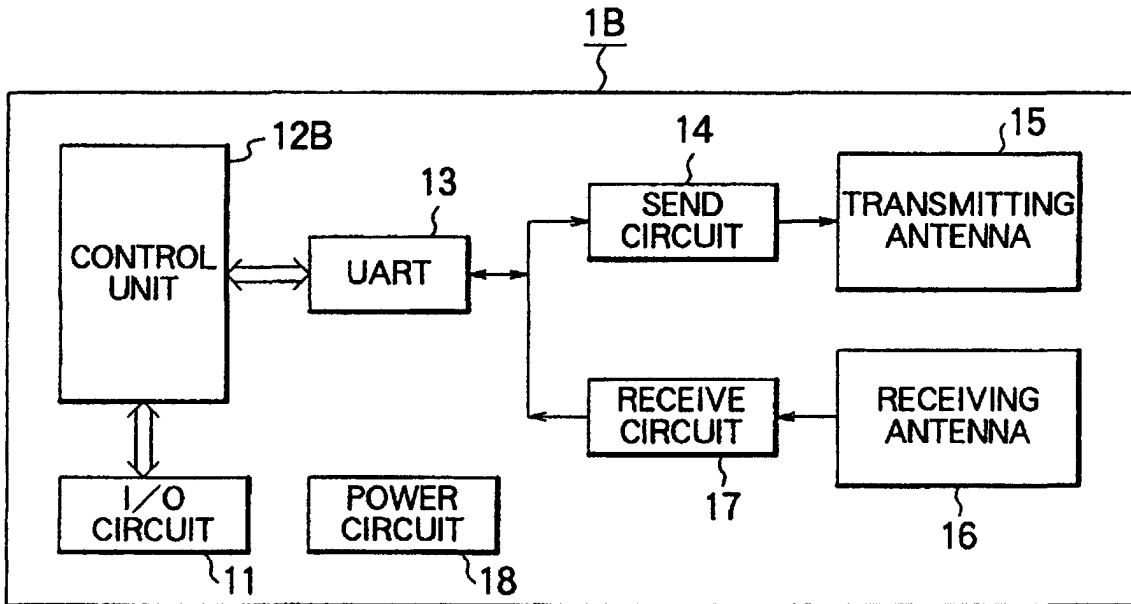 1B
12B
CONTROL
UNIT
13
UART
14
SEND
CIRCUIT
15
TRANSMITTING
ANTENNA
RECEIVE
CIRCUIT
17
RECEIVING
ANTENNA
16
I/O
CIRCUIT
11
POWER
CIRCUIT
18